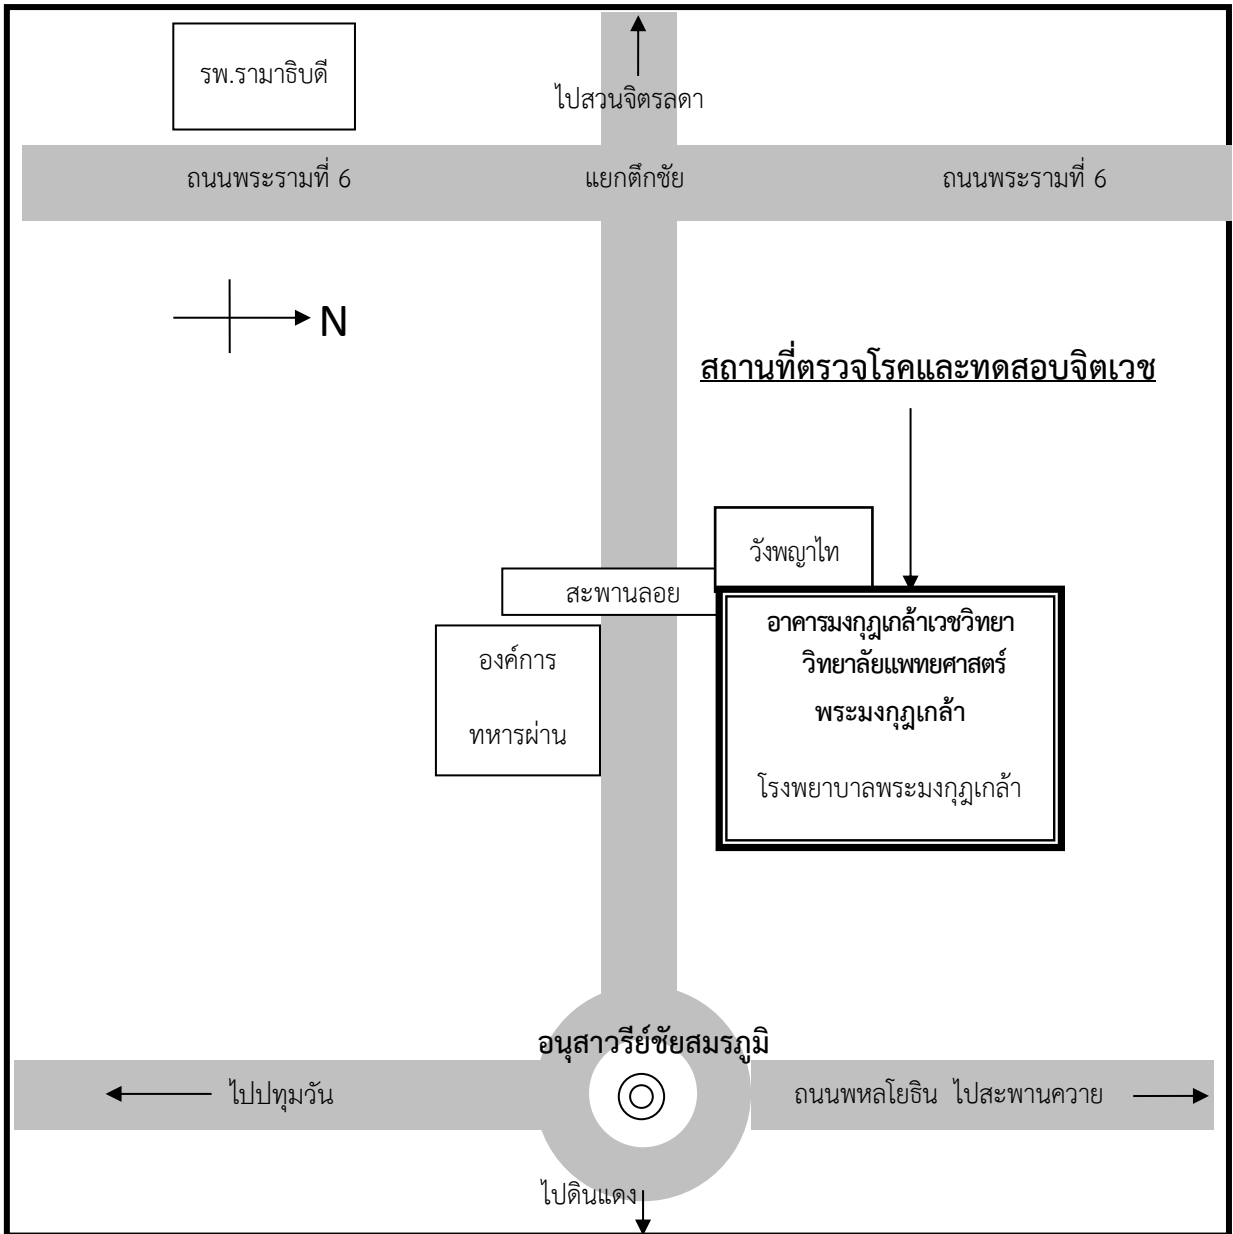 รพ.รามาธิบดี
ไปสวนจิตรลดา
ถนนพระรามที่ 6
แยกตึกชัย
ถนนพระรามที่ 6
N
สถานที่ตรวจโรคและทดสอบจิตเวช
วังพญาไท
สะพานลอย
อาคารมงกุฎเกล้าเวชวิทยา
วิทยาลัยแพทยศาสตร์
พระมงกุฎเกล้า
โรงพยาบาลพระมงกุฎเกล้า
องค์การ
ทหารผ่าน
อนุสาวรีย์ชัยสมรภูมิ
ไปปทุมวัน
ถนนพหลโยธิน ไปสะพานควาย
ไปดินแดง